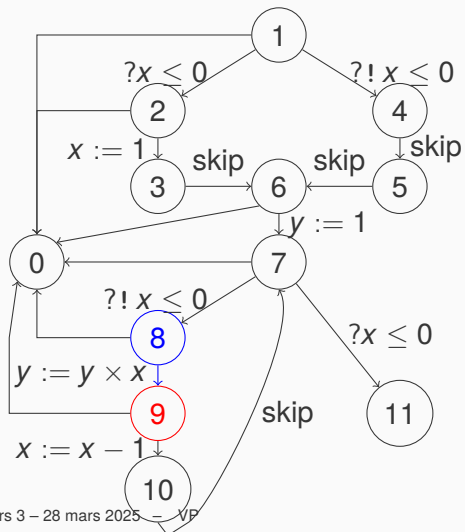 1
?x ≤ 0
?! x ≤ 0
2
4
x := 1
skip
skip
skip
3
6
5
y := 1
0
7
?! x ≤ 0
8
?x ≤ 0
y := y × x
9
skip
11
x := x − 1
10
rs 3 – 28 mars 2025 – VP